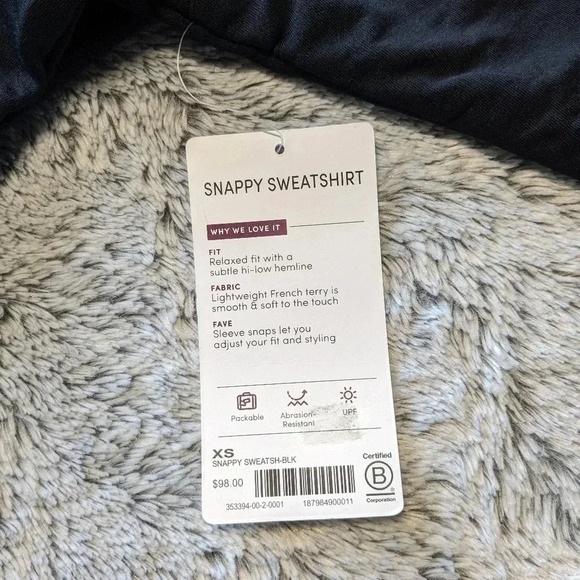 SNAPPY SWEATSHIRT
WHY WE LOVE IT
FIT
Relaxed fit with a
subtle hi-low hemline
FABRIC
Lightweight French terry is
smooth & soft to the touch
FAVE
Sleeve snaps let you
adjust your fit and styling
Packable
Abrasion-
Resistant
UPF
XS
SNAPPY SWEATSH-BLK
$98.00
353394-00-2-0001
187984900011
Certified
B
Corporation